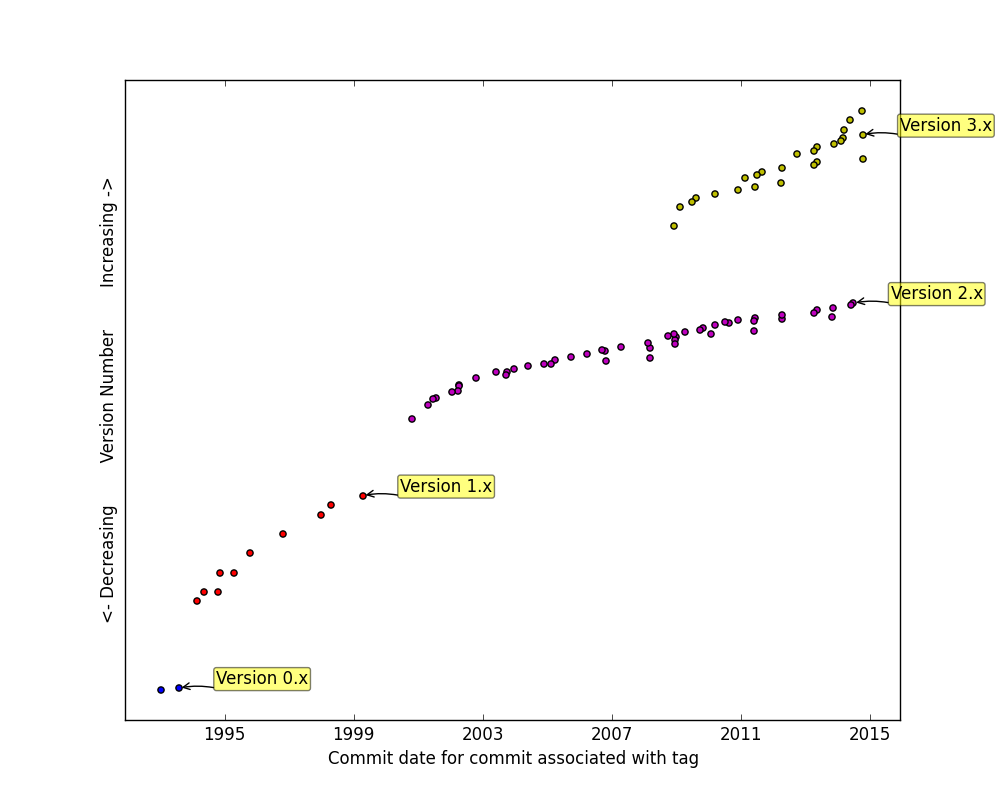 Version 3.x
Version 2.x
Version 1.x
Version 0.x
<- Decreasing     Version Number     Increasing ->
1995 1999 2003 2007 2011 2015
Commit date for commit associated with tag